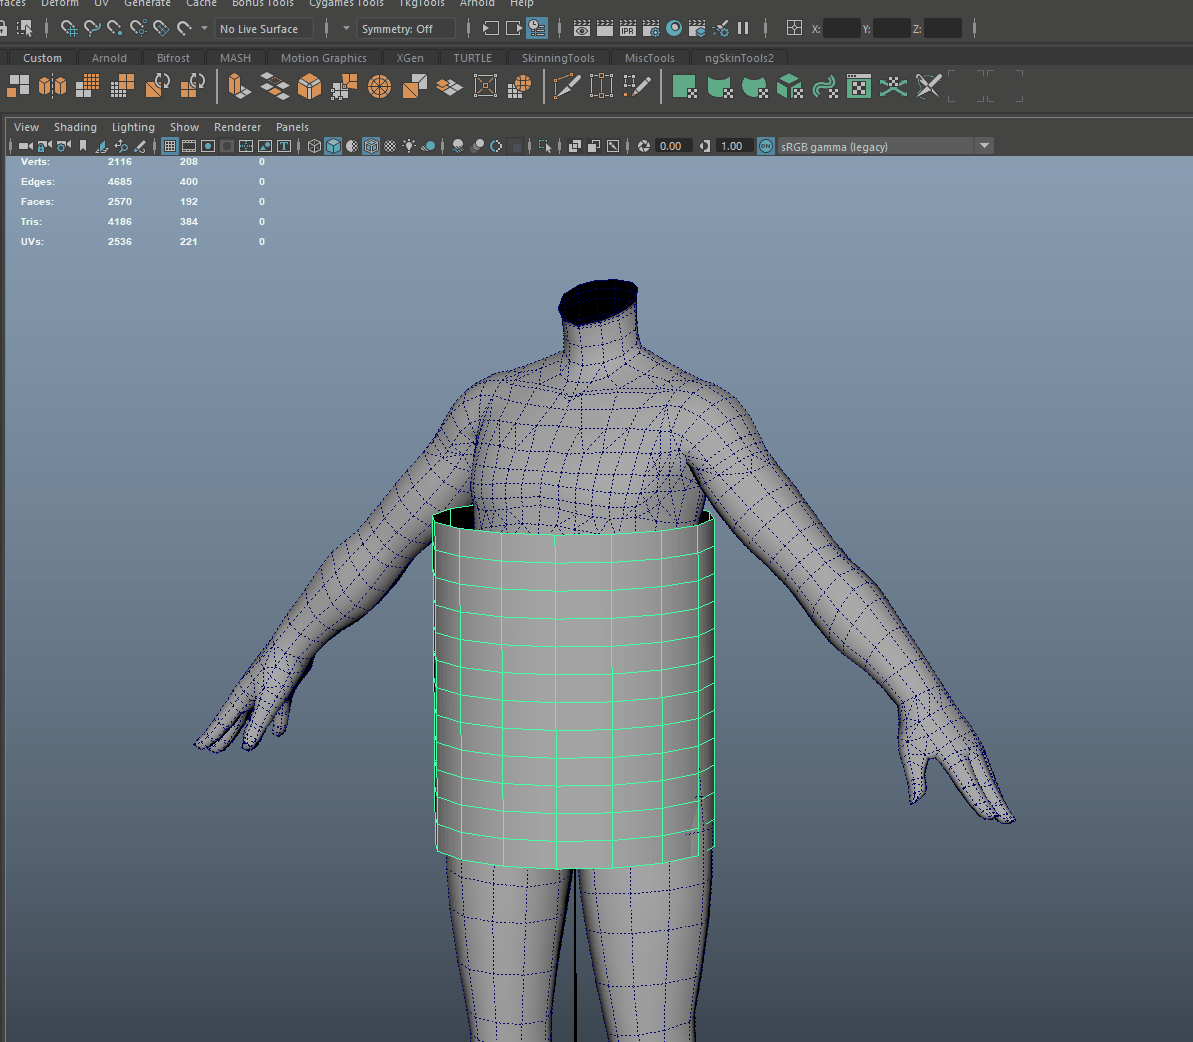 faces Deform UV Generate Cache Bonus Tools Cygames Tools TkgTools Arnold Help
No Live Surface Symmetry: Off X: Y: Z:
IPR
Custom Arnold Bifrost MASH Motion Graphics XGen TURTLE SkinningTools MiscTools ngSkinTools2
View Shading Lighting Show Renderer Panels
0.00 1.00 ON sRGB gamma (legacy)
Verts: 2116 208 0
Edges: 4685 400 0
Faces: 2570 192 0
Tris: 4186 384 0
UVs: 2536 221 0